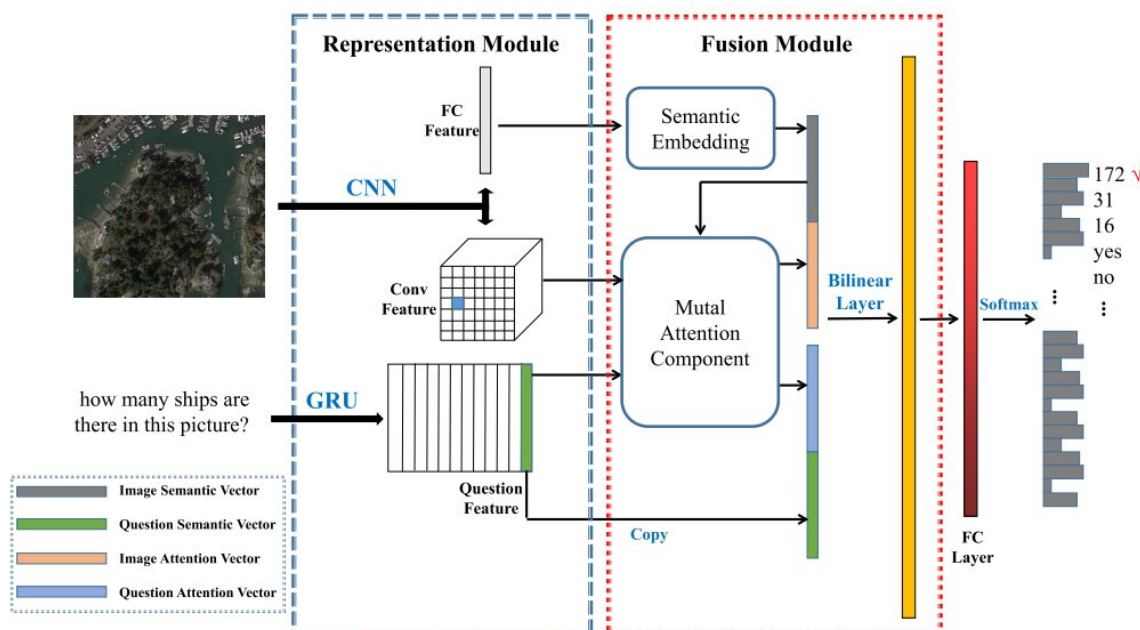 Representation Module
Fusion Module
FC
Feature
Semantic
Embedding
CNN
Conv
Feature
Mutal
Attention
Component
Bilinear
Layer
172 √
31
16
yes
no
...
...
Softmax
how many ships are
there in this picture?
GRU
Question
Feature
Copy
FC
Layer
Image Semantic Vector
Question Semantic Vector
Image Attention Vector
Question Attention Vector